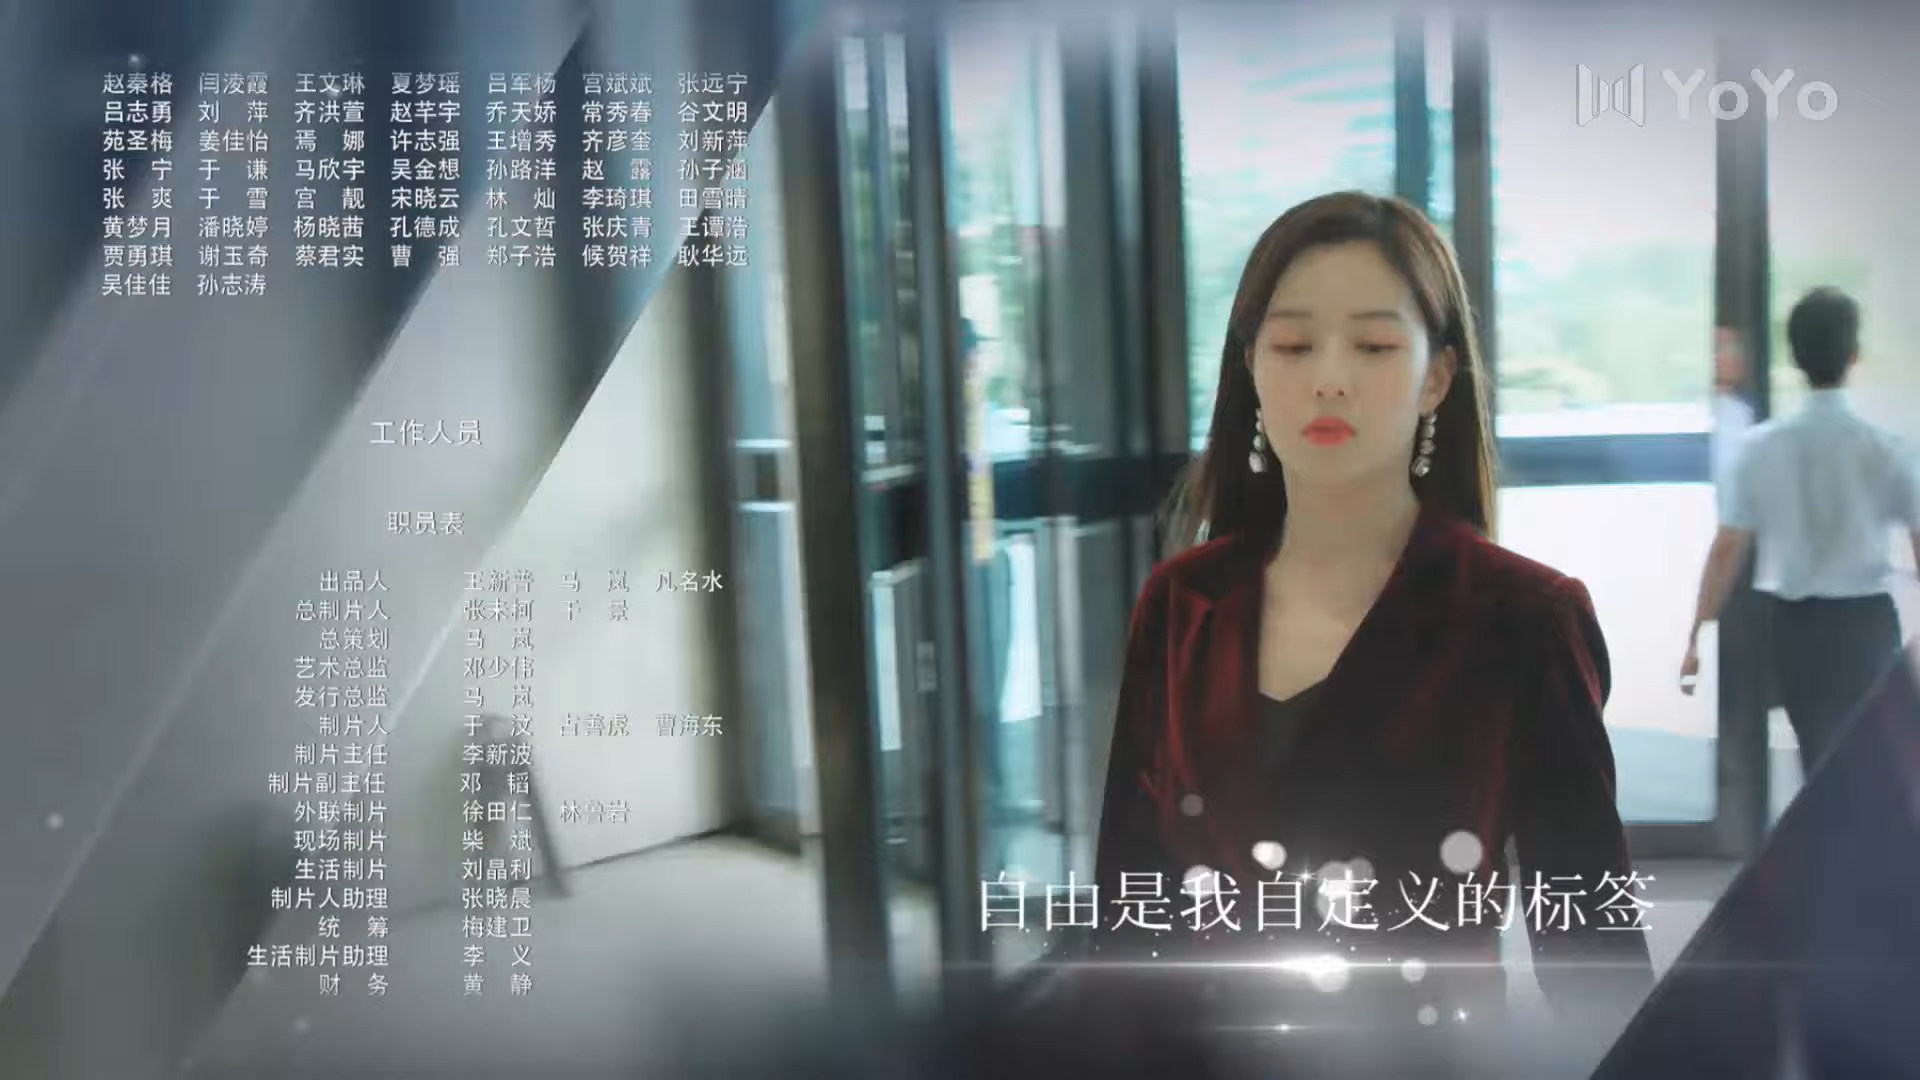 赵秦格 闫淩霞 王文琳 夏梦瑶 吕军杨 宫斌斌 张远宁
吕志勇 刘 萍 齐洪萱 赵芊宇 乔天娇 常秀春 谷文明
苑圣梅 姜佳怡 焉 娜 许志强 王增秀 齐彦奎 刘新萍
张 宁 于 谦 马欣宇 吴金想 孙路洋 赵 露 孙子涵
张 爽 于 雪 宫 靓 宋晓云 林 灿 李琦琪 田雪晴
黄梦月 潘晓婷 杨晓茜 孔德成 孔文哲 张庆青 王谭浩
贾勇琪 谢玉奇 蔡君实 曹 强 郑子浩 候贺祥 耿华远
吴佳佳 孙志涛
工作人员
职员表
出品人 王新普 马 岚 凡名水
总制片人 张未柯 于 景
总策划 马 岚
艺术总监 邓少伟
发行总监 马 岚
制片人 于 汶 占善虎 曹海东
制片主任 李新波
制片副主任 邓 韬
外联制片 徐田仁 林鲁岩
现场制片 柴 斌
生活制片 刘晶利
制片人助理 张晓晨
统 筹 梅建卫
生活制片助理 李 义
财 务 黄 静
YoYo
自由是我自定义的标签